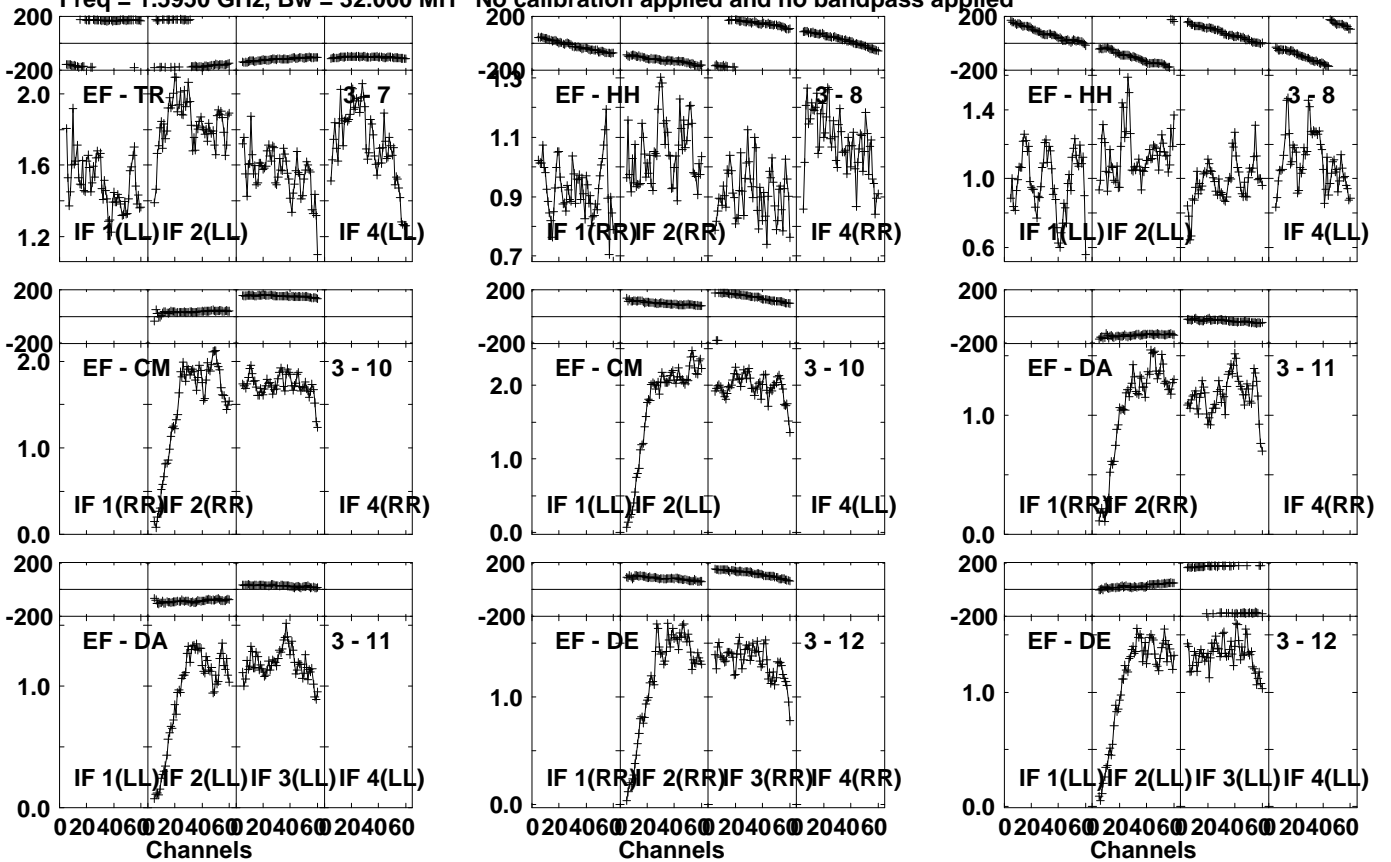 Freq = 1.5950 GHz, Bw = 32.000 MH No calibration applied and no bandpass applied
200
-200
EF - TR 3 - 7
2.0
1.6
1.2
IF 1(LL) IF 2(LL) IF 4(LL)
EF - HH 3 - 8
1.3
1.1
0.9
0.7
IF 1(RR) IF 2(RR) IF 4(RR)
200
-200
EF - HH 3 - 8
1.4
1.0
0.6
IF 1(LL) IF 2(LL) IF 4(LL)
200
-200
EF - CM 3 - 10
2.0
1.0
0.0
IF 1(RR) IF 2(RR) IF 4(RR)
200
-200
EF - CM 3 - 10
2.0
1.0
0.0
IF 1(LL) IF 2(LL) IF 4(LL)
200
-200
EF - DA 3 - 11
1.0
0.0
IF 1(RR) IF 2(RR) IF 4(RR)
200
-200
EF - DA 3 - 11
1.0
0.0
IF 1(LL) IF 2(LL) IF 3(LL) IF 4(LL)
0 20 40 60 0 20 40 60 0 20 40 60 0 20 40 60
Channels
200
-200
EF - DE 3 - 12
1.0
0.0
IF 1(RR) IF 2(RR) IF 3(RR) IF 4(RR)
0 20 40 60 0 20 40 60 0 20 40 60 0 20 40 60
Channels
200
-200
EF - DE 3 - 12
1.0
0.0
IF 1(LL) IF 2(LL) IF 3(LL) IF 4(LL)
0 20 40 60 0 20 40 60 0 20 40 60 0 20 40 60
Channels